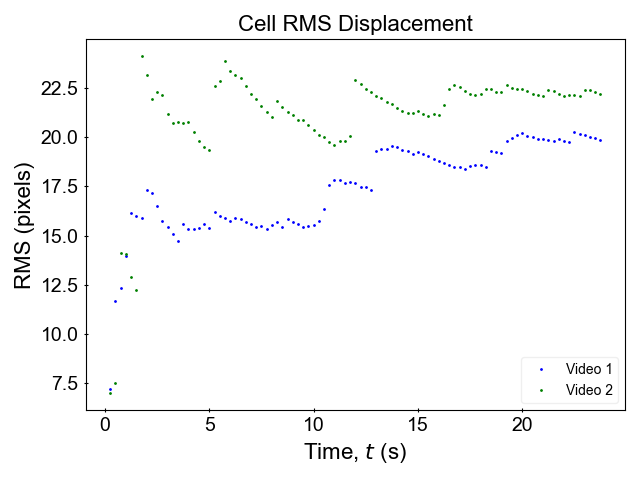 Cell RMS Displacement
RMS (pixels)
22.5
20.0
17.5
15.0
12.5
10.0
7.5
0 5 10 15 20
Time, t (s)
Video 1
Video 2